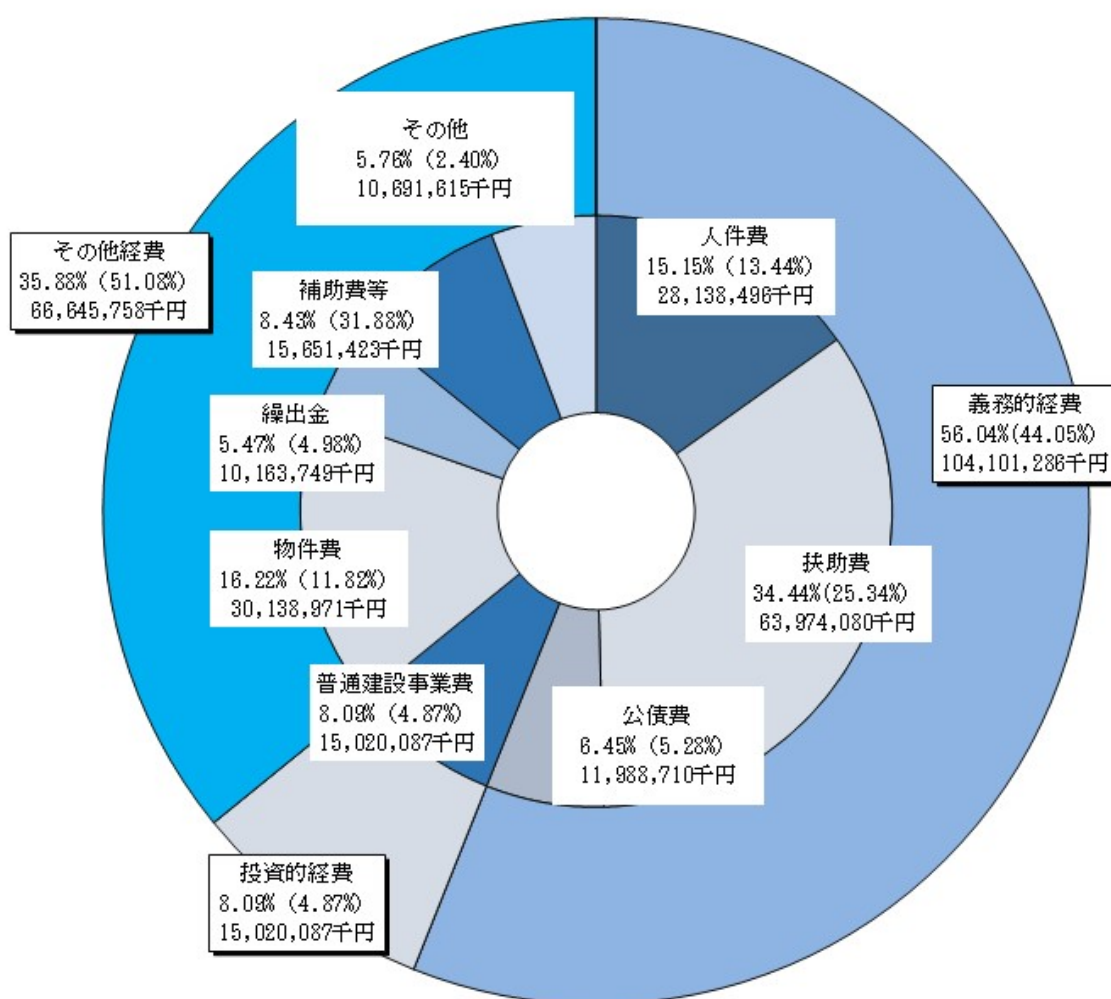 その他
5.76% (2.40%)
10,691,615千円
人件費
15.15% (13.44%)
28,138,496千円
その他経費
35.88% (51.08%)
66,645,758千円
補助費等
8.43% (31.88%)
15,651,423千円
義務的経費
56.04%(44.05%)
104,101,286千円
繰出金
5.47% (4.98%)
10,163,749千円
物件費
16.22% (11.82%)
30,138,971千円
扶助費
34.44%(25.34%)
63,974,080千円
普通建設事業費
8.09% (4.87%)
15,020,087千円
公債費
6.45% (5.28%)
11,988,710千円
投資的経費
8.09% (4.87%)
15,020,087千円